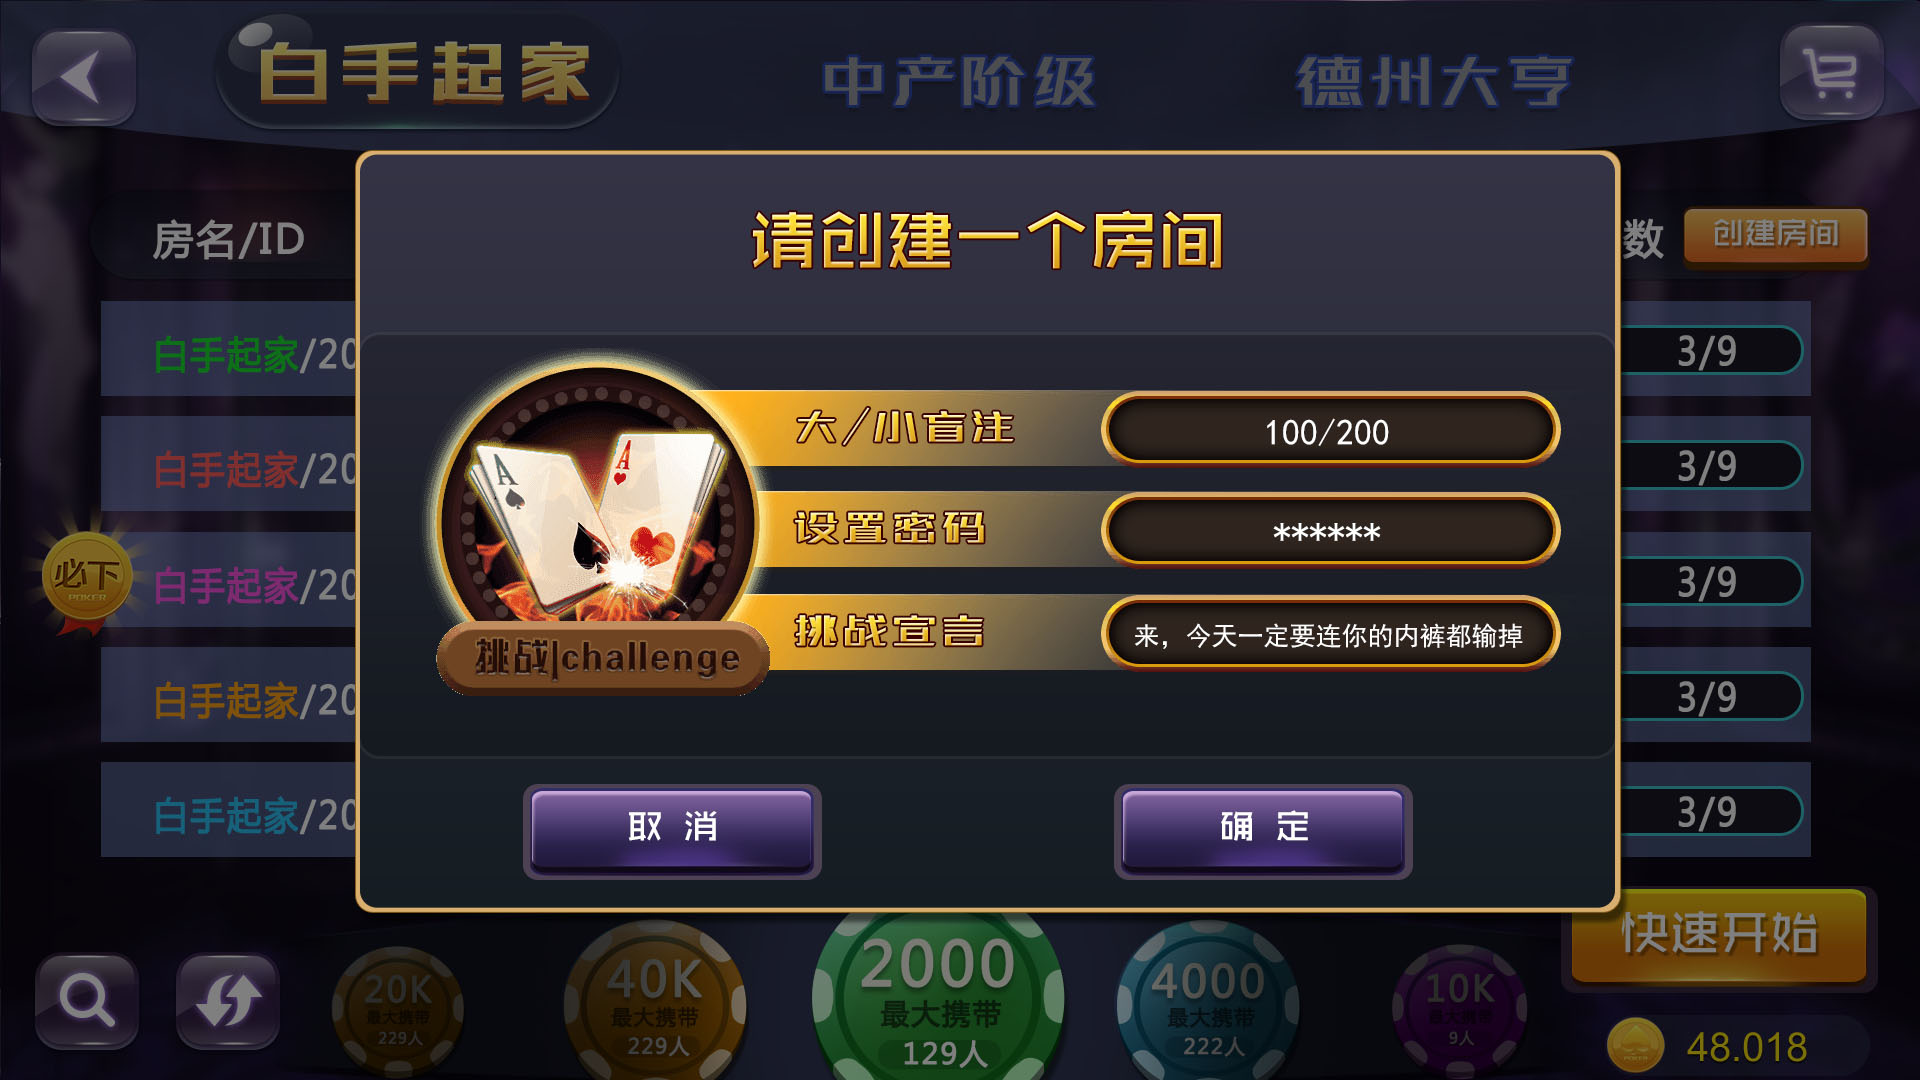 白手起家
中产阶级
德州大亨
房名/ID
数
创建房间
请创建一个房间
白手起家/20
3/9
白手起家/20
3/9
必下
POKER
白手起家/20
3/9
白手起家/20
3/9
白手起家/20
3/9
A
A
大/小盲注
100/200
设置密码
******
挑战宣言
来，今天一定要连你的内裤都输掉
挑战|challenge
取 消
确 定
快速开始
20K
最大携带
229人
40K
最大携带
229人
2000
最大携带
129人
4000
最大携带
222人
10K
最大携带
9人
48.018